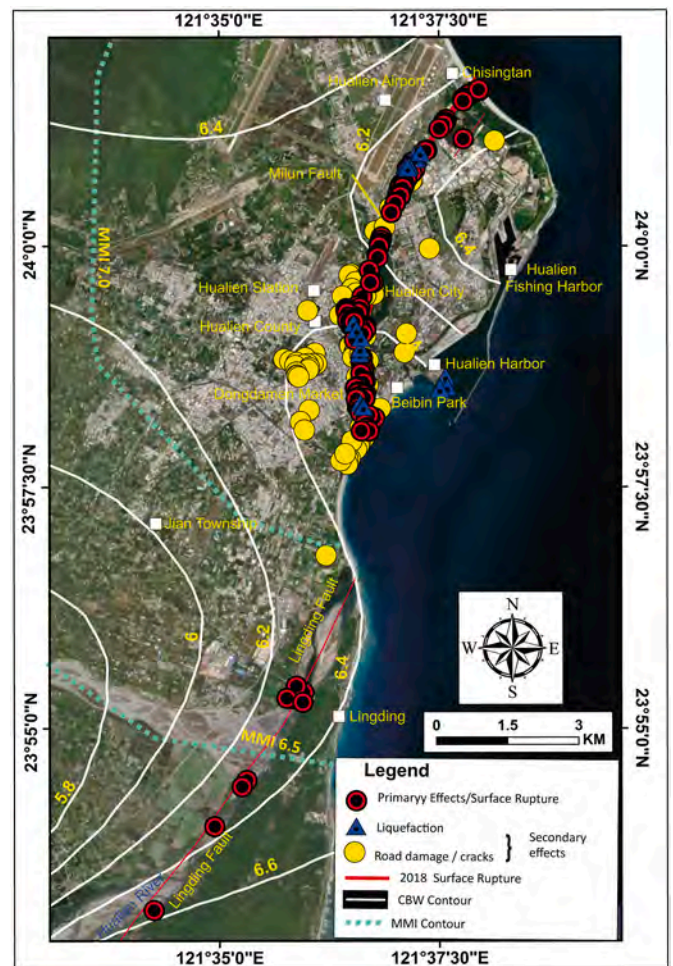 121°35'0"E
121°37'30"E
Chisingtan
Hualien Airport
6.4
6.2
Milun Fault
MMI 7.0
6.4
24°0'0"N
24°0'0"N
Hualien Station
Hualien City
Hualien
Fishing Harbor
Hualien County
Hualien Harbor
Dongdamen Market
Beibin Park
23°57'30"N
23°57'30"N
Jian Township
6
6.2
Lingding Fault
6.4
N
W
E
S
Lingding
0
1.5
3
KM
23°55'0"N
23°55'0"N
MMI 6.5
5.8
Legend
Primaryy Effects/Surface Rupture
Liquefaction
Road damage / cracks
} Secondary
effects
2018 Surface Rupture
CBW Contour
MMI Contour
6.6
Lingding Fault
Hualien River
121°35'0"E
121°37'30"E